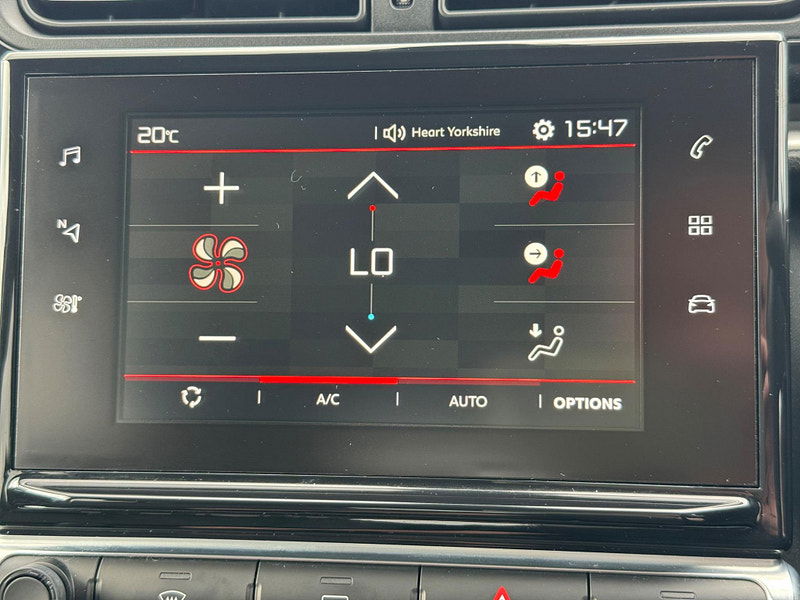 20°C
Heart Yorkshire
15:47
N
LO
A/C
AUTO
OPTIONS